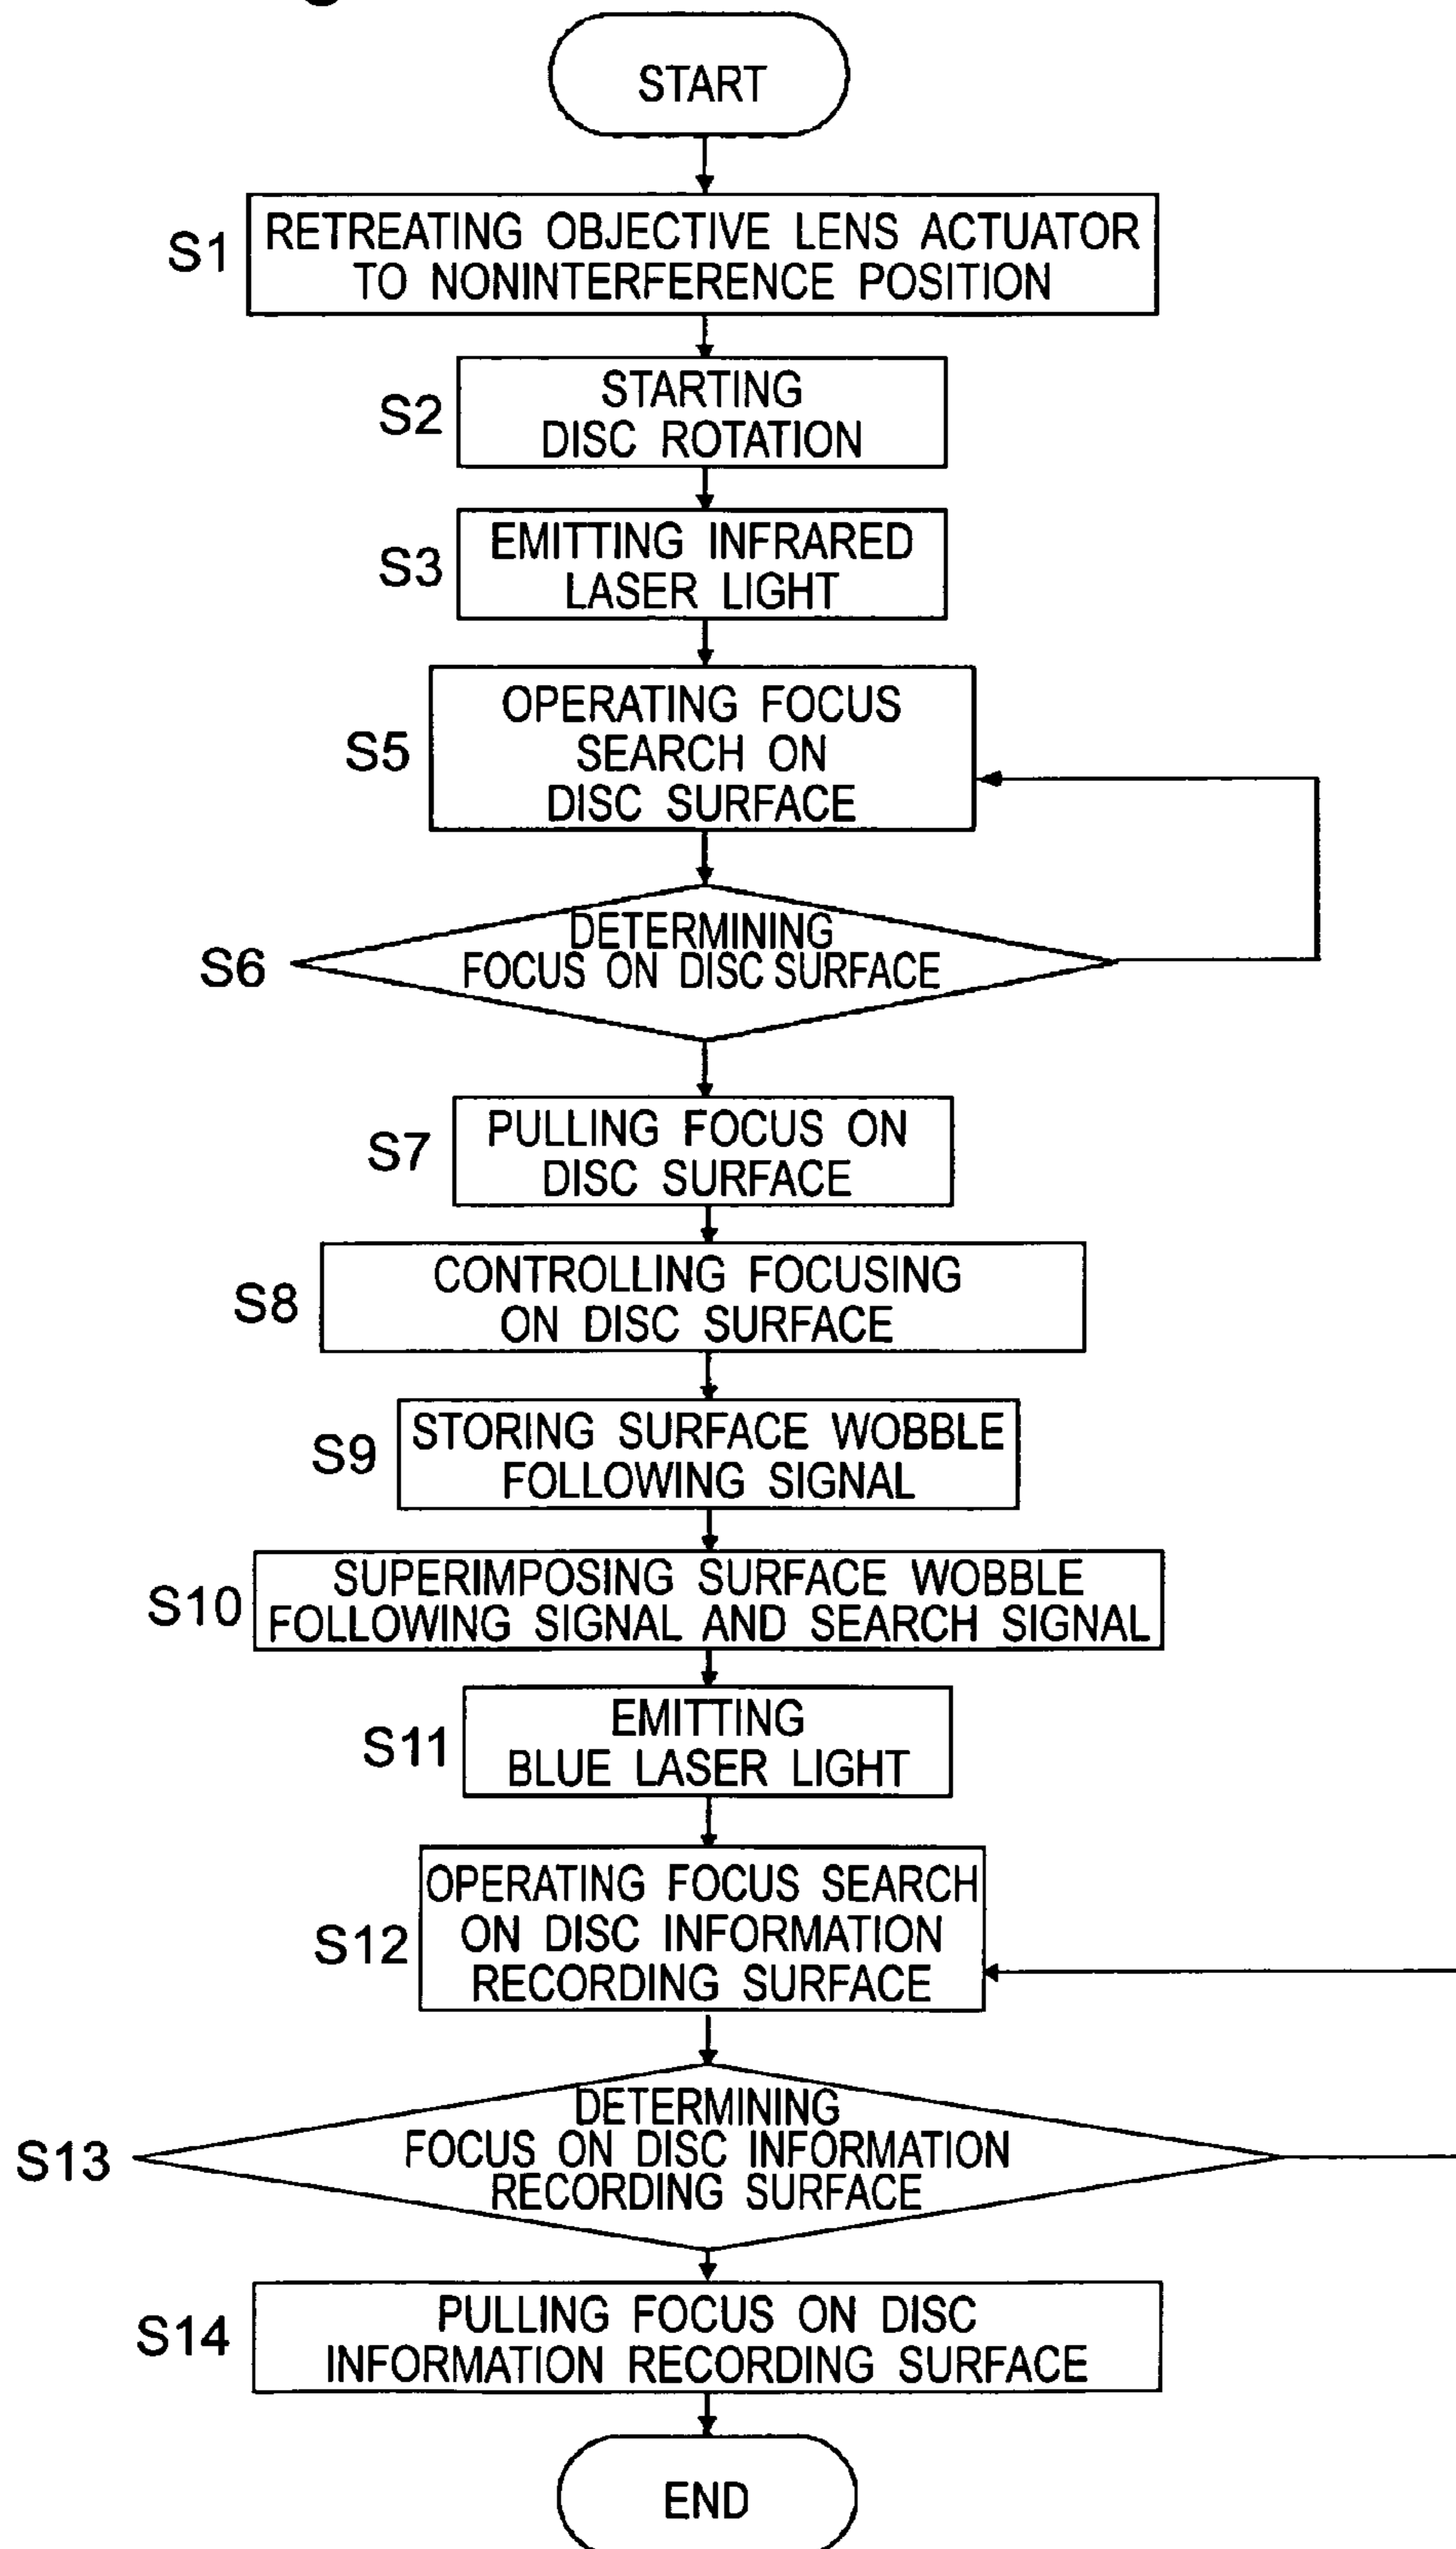 START
S1
RETREATING OBJECTIVE LENS ACTUATOR
TO NONINTERFERENCE POSITION
S2
STARTING
DISC ROTATION
S3
EMITTING INFRARED
LASER LIGHT
S5
OPERATING FOCUS
SEARCH ON
DISC SURFACE
S6
DETERMINING
FOCUS ON DISC SURFACE
S7
PULLING FOCUS ON
DISC SURFACE
S8
CONTROLLING FOCUSING
ON DISC SURFACE
S9
STORING SURFACE WOBBLE
FOLLOWING SIGNAL
S10
SUPERIMPOSING SURFACE WOBBLE
FOLLOWING SIGNAL AND SEARCH SIGNAL
S11
EMITTING
BLUE LASER LIGHT
S12
OPERATING FOCUS SEARCH
ON DISC INFORMATION
RECORDING SURFACE
S13
DETERMINING
FOCUS ON DISC INFORMATION
RECORDING SURFACE
S14
PULLING FOCUS ON DISC
INFORMATION RECORDING SURFACE
END